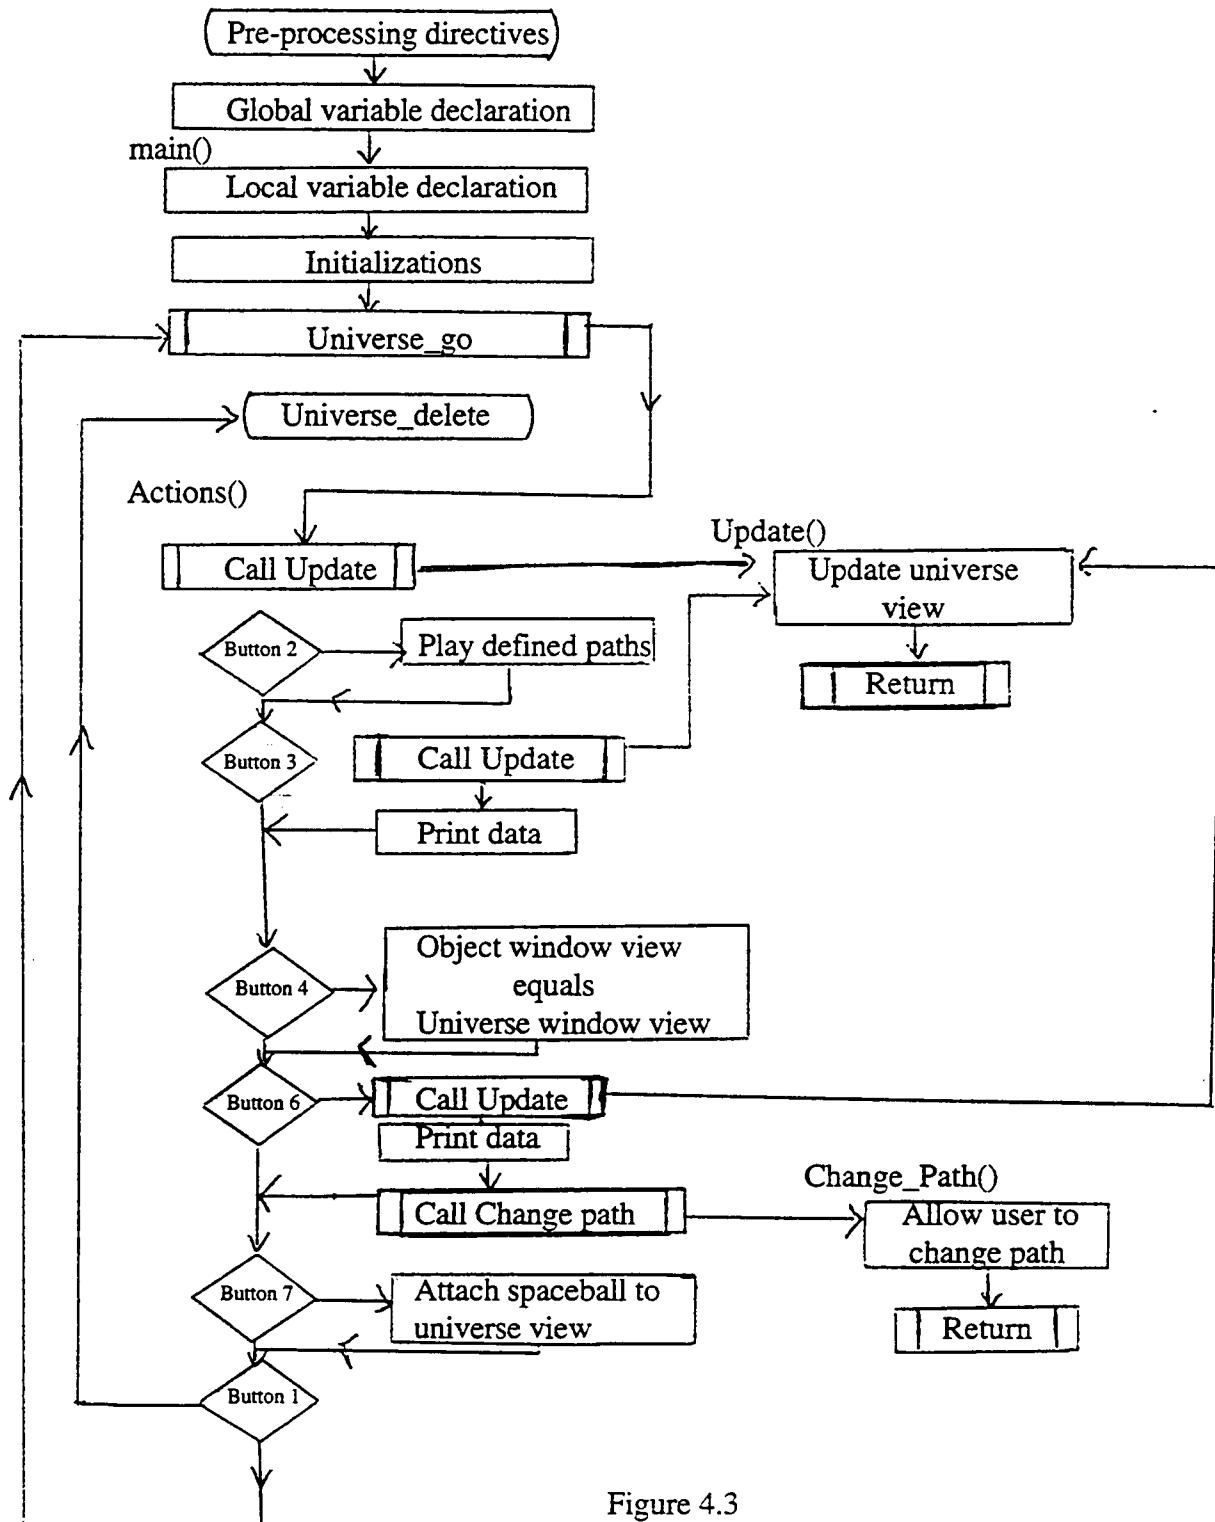 Pre-processing directives
Global variable declaration
main()
Local variable declaration
Initializations
Universe_go
Universe_delete
Actions()
Call Update
Update()
Update universe
view
Return
Button 2
Play defined paths
Button 3
Call Update
Print data
Button 4
Object window view
equals
Universe window view
Button 6
Call Update
Print data
Call Change path
Change_Path()
Allow user to
change path
Return
Button 7
Attach spaceball to
universe view
Button 1
Figure 4.3